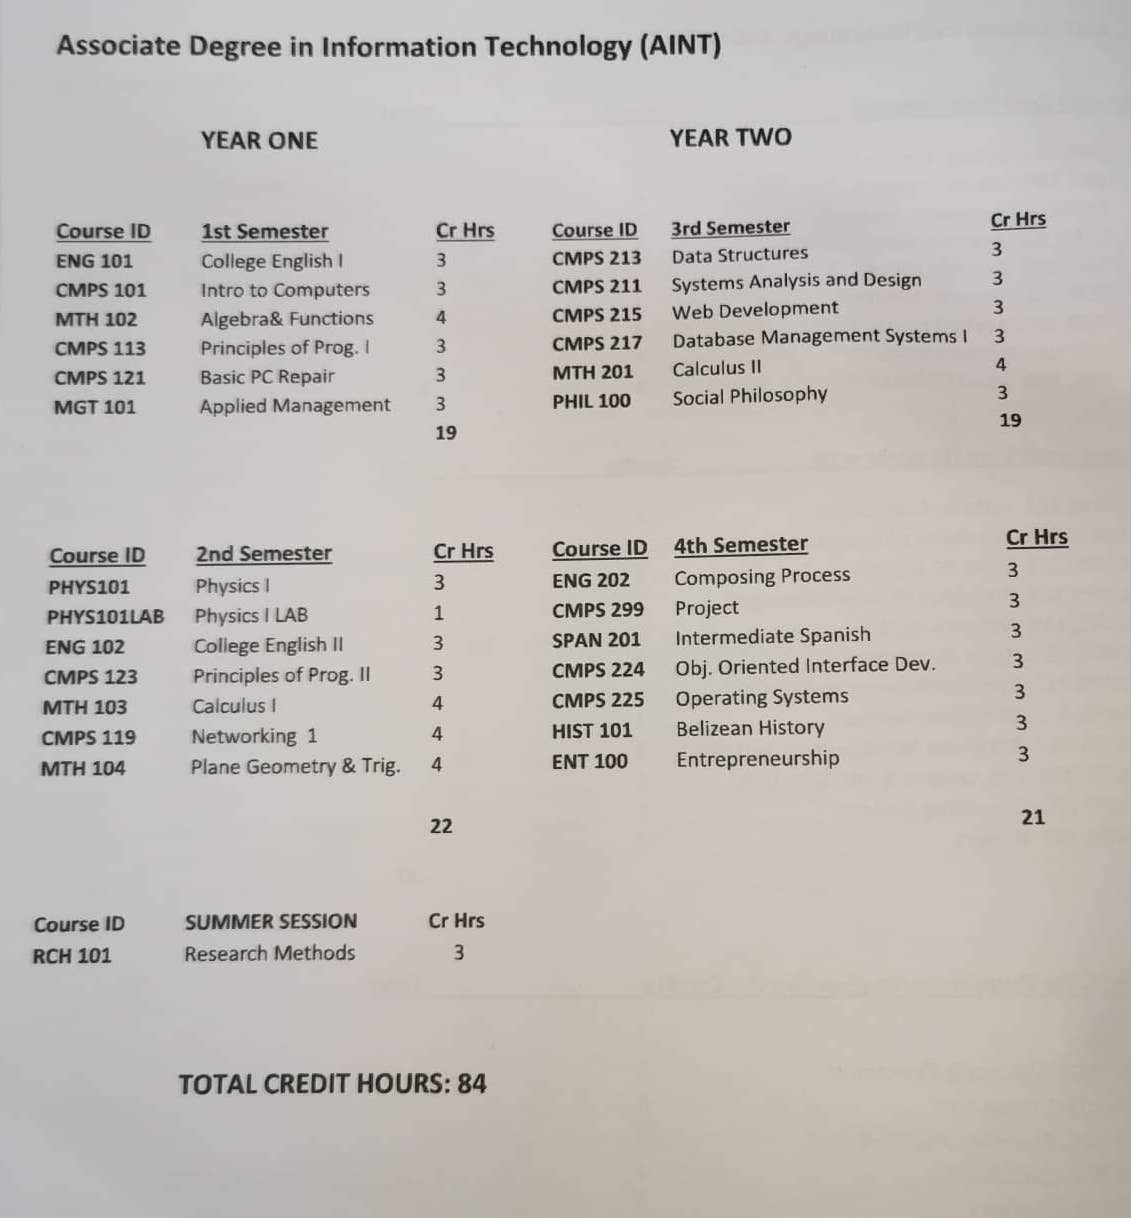 Associate Degree in Information Technology (AINT)
YEAR ONE
Course ID 1st Semester Cr Hrs
ENG 101 College English I 3
CMPS 101 Intro to Computers 3
MTH 102 Algebra& Functions 4
CMPS 113 Principles of Prog. I 3
CMPS 121 Basic PC Repair 3
MGT 101 Applied Management 3
19
Course ID 2nd Semester Cr Hrs
PHYS101 Physics I 3
PHYS101LAB Physics I LAB 1
ENG 102 College English II 3
CMPS 123 Principles of Prog. II 3
MTH 103 Calculus I 4
CMPS 119 Networking 1 4
MTH 104 Plane Geometry & Trig. 4
22
Course ID SUMMER SESSION Cr Hrs
RCH 101 Research Methods 3
YEAR TWO
Course ID 3rd Semester Cr Hrs
CMPS 213 Data Structures 3
CMPS 211 Systems Analysis and Design 3
CMPS 215 Web Development 3
CMPS 217 Database Management Systems I 3
MTH 201 Calculus II 4
PHIL 100 Social Philosophy 3
19
Course ID 4th Semester Cr Hrs
ENG 202 Composing Process 3
CMPS 299 Project 3
SPAN 201 Intermediate Spanish 3
CMPS 224 Obj. Oriented Interface Dev. 3
CMPS 225 Operating Systems 3
HIST 101 Belizean History 3
ENT 100 Entrepreneurship 3
21
TOTAL CREDIT HOURS: 84